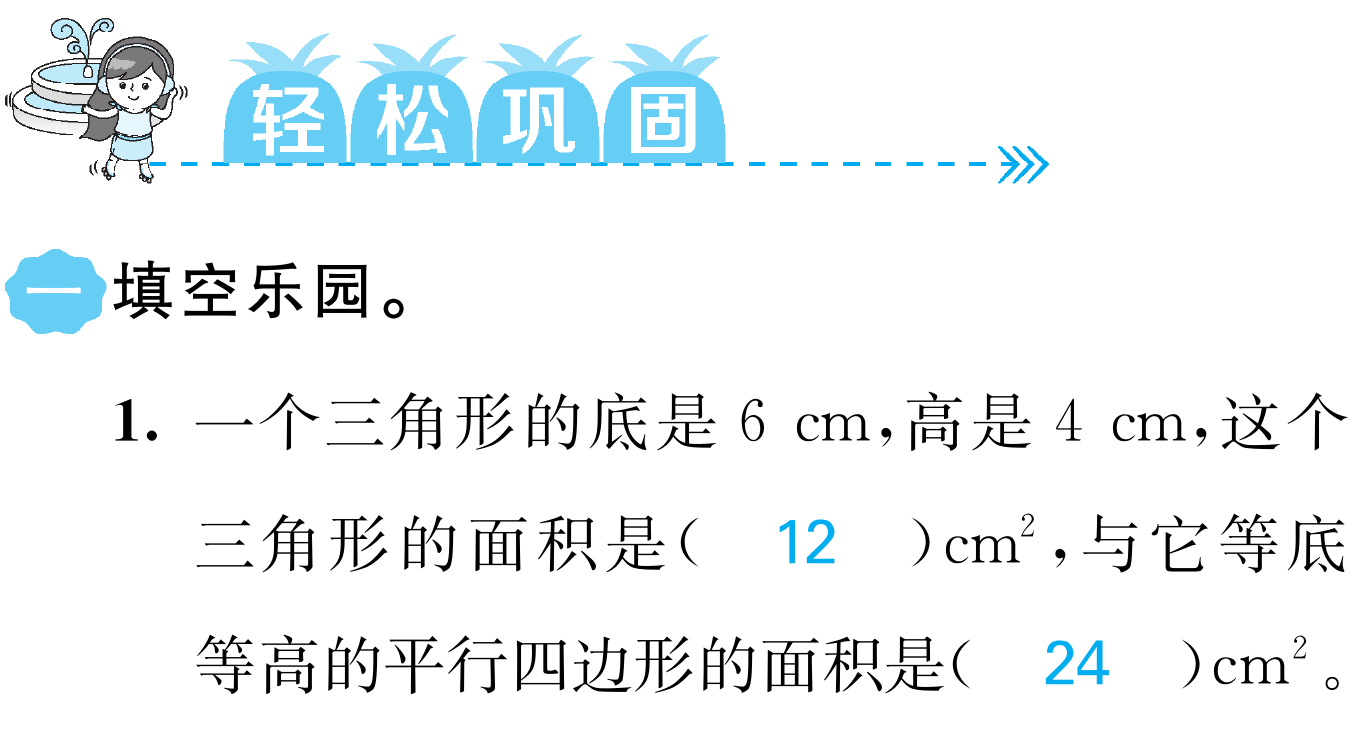 轻松巩固
一 填空乐园。
1. 一个三角形的底是 6 cm,高是 4 cm,这个
三角形的面积是( 12 )cm²,与它等底
等高的平行四边形的面积是( 24 )cm²。